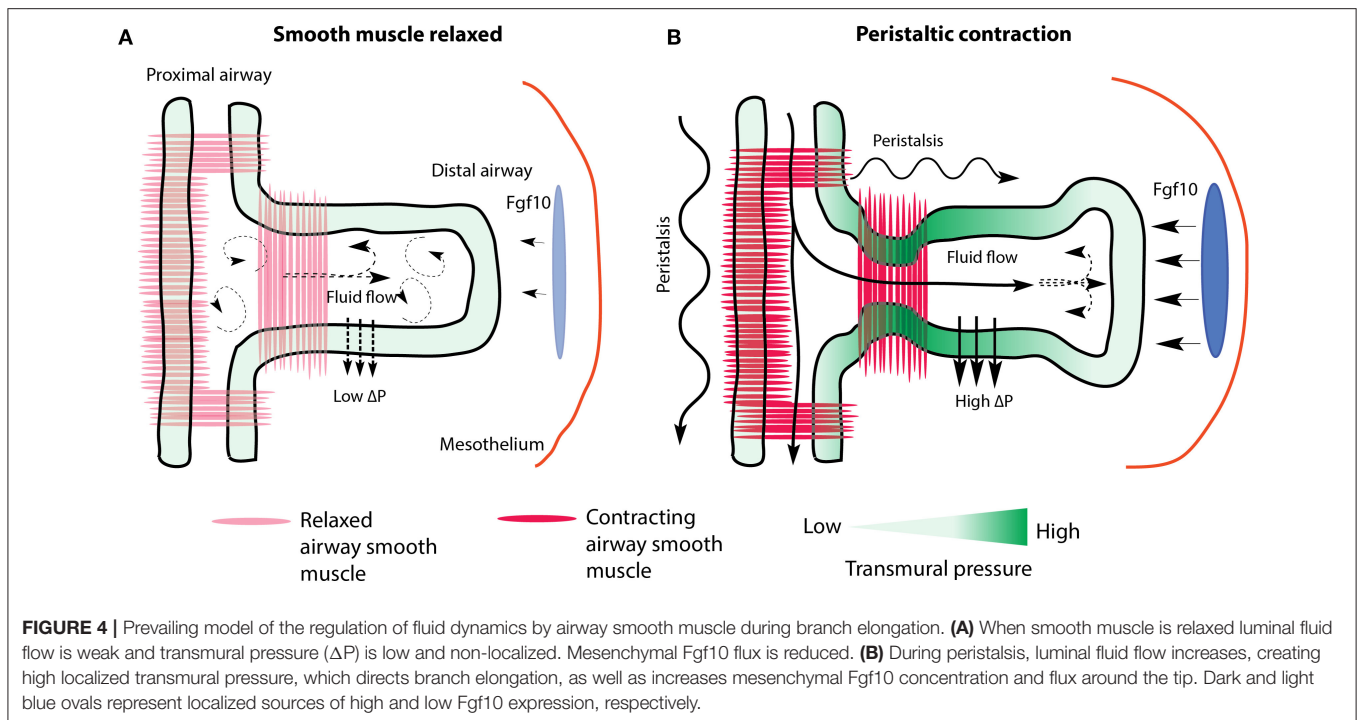 A
Smooth muscle relaxed
Proximal airway
Distal airway
Fgf10
Fluid flow
Low ΔP
Mesothelium
B
Peristaltic contraction
Peristalsis
Peristalsis
Fgf10
Fluid flow
High ΔP
Relaxed
airway smooth
muscle
Contracting
airway smooth
muscle
Low
High
Transmural pressure
FIGURE 4 | Prevailing model of the regulation of fluid dynamics by airway smooth muscle during branch elongation. (A) When smooth muscle is relaxed luminal fluid
flow is weak and transmural pressure (ΔP) is low and non-localized. Mesenchymal Fgf10 flux is reduced. (B) During peristalsis, luminal fluid flow increases, creating
high localized transmural pressure, which directs branch elongation, as well as increases mesenchymal Fgf10 concentration and flux around the tip. Dark and light
blue ovals represent localized sources of high and low Fgf10 expression, respectively.